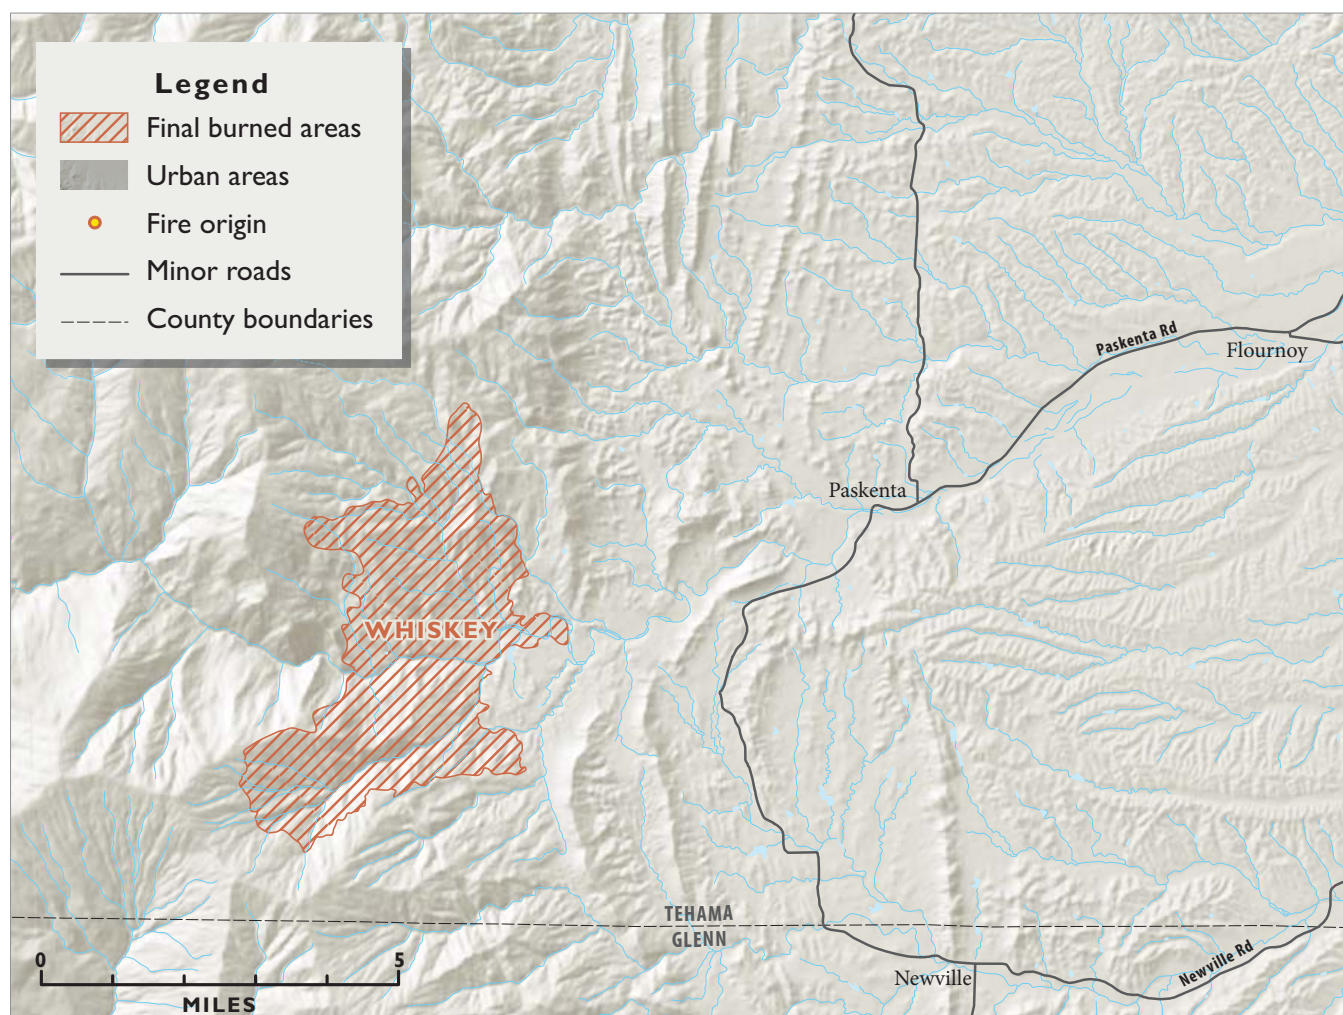 Legend
Final burned areas
Urban areas
Fire origin
Minor roads
County boundaries
Paskenta Rd
Flournoy
Paskenta
WHISKEY
TEHAMA
GLENN
Newville
Newville Rd
0 5
MILES